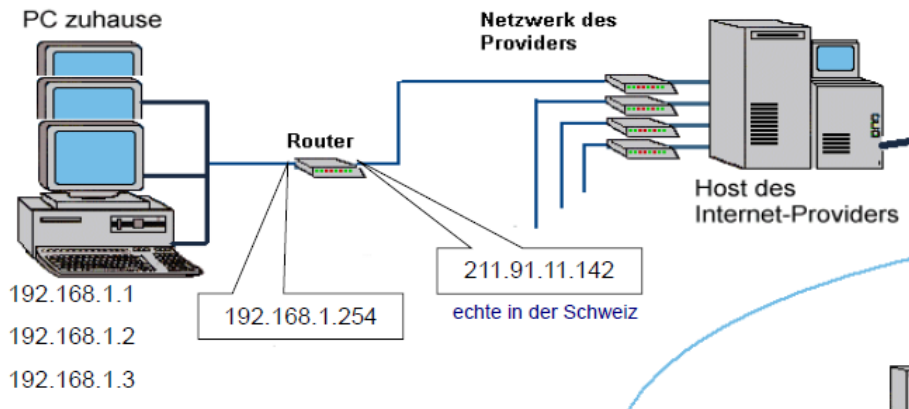 PC zuhause
Netzwerk des
Providers
Router
Host des
Internet-Providers
211.91.11.142
echte in der Schweiz
192.168.1.254
192.168.1.1
192.168.1.2
192.168.1.3